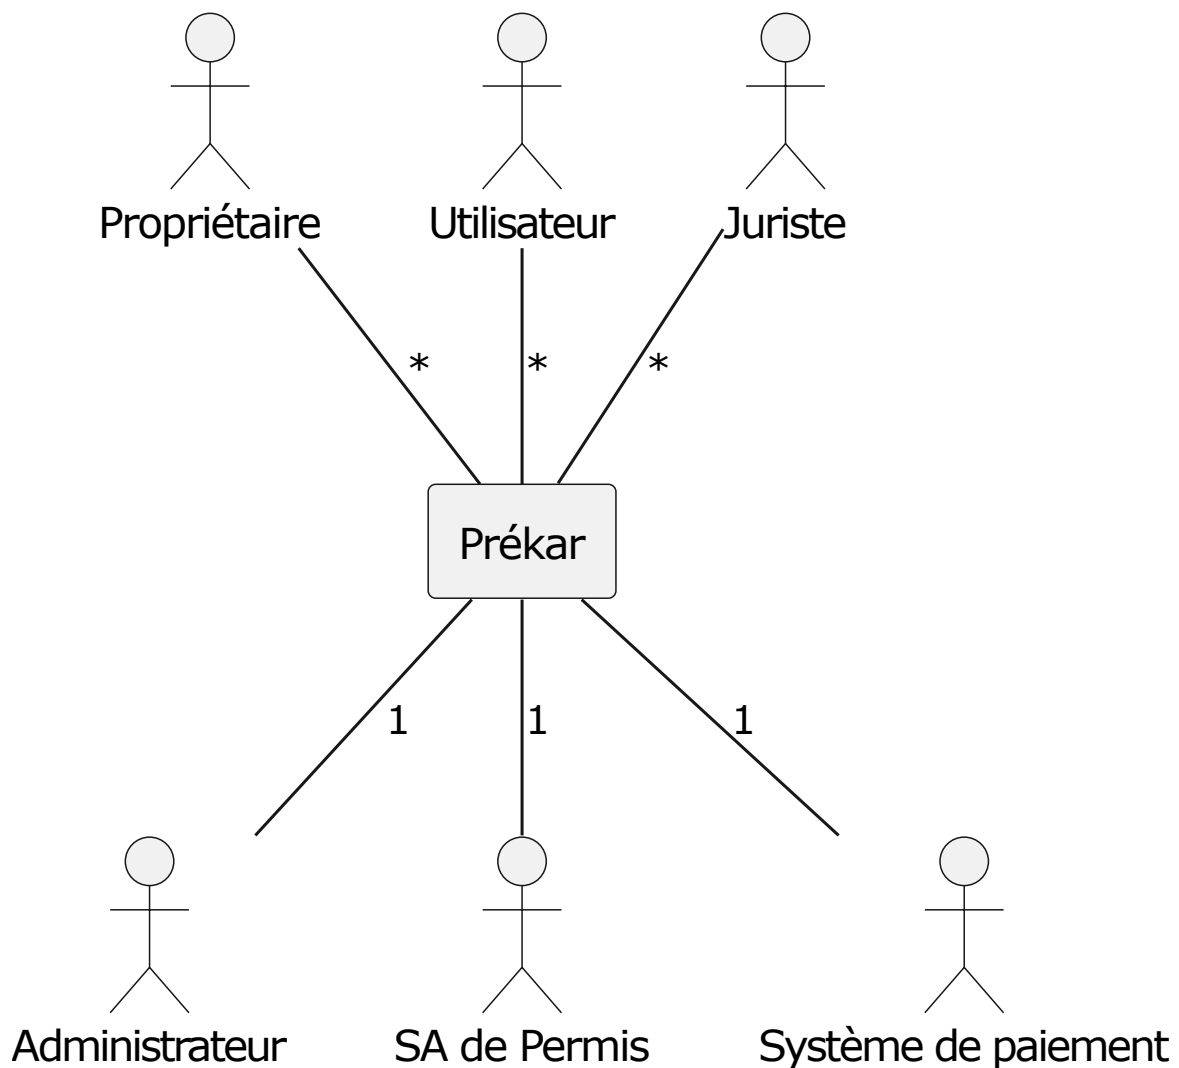 Propriétaire Utilisateur Juriste
* * *
Prékar
1 1 1
Administrateur SA de Permis Système de paiement